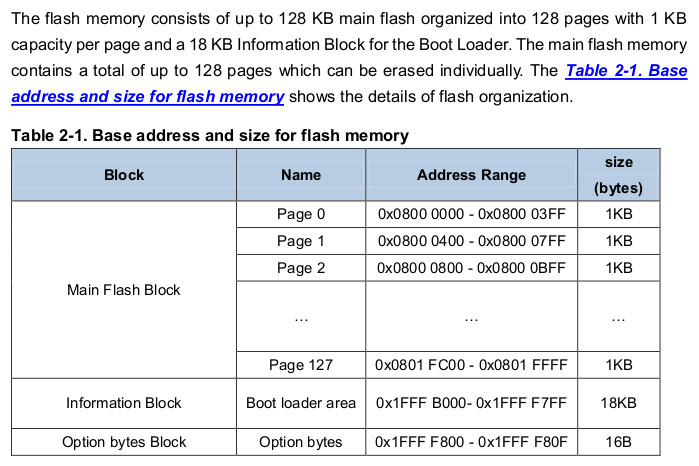 The flash memory consists of up to 128 KB main flash organized into 128 pages with 1 KB
capacity per page and a 18 KB Information Block for the Boot Loader. The main flash memory
contains a total of up to 128 pages which can be erased individually. The Table 2-1. Base
address and size for flash memory shows the details of flash organization.
Table 2-1. Base address and size for flash memory
Block Name Address Range size (bytes)
Page 0 0x0800 0000 - 0x0800 03FF 1KB
Page 1 0x0800 0400 - 0x0800 07FF 1KB
Page 2 0x0800 0800 - 0x0800 0BFF 1KB
Main Flash Block
… … …
Page 127 0x0801 FC00 - 0x0801 FFFF 1KB
Information Block Boot loader area 0x1FFF B000- 0x1FFF F7FF 18KB
Option bytes Block Option bytes 0x1FFF F800 - 0x1FFF F80F 16B